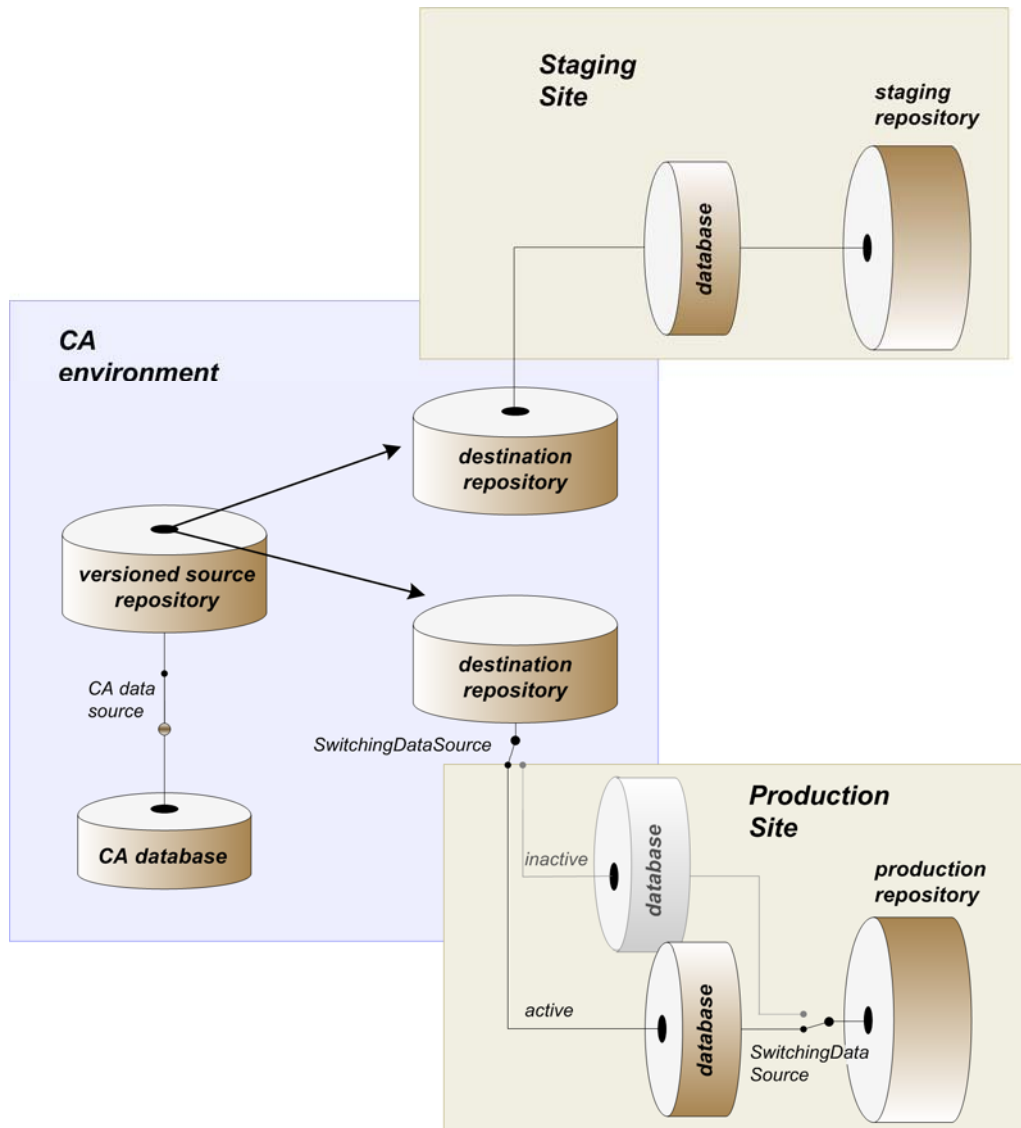 Staging
Site
staging
repository
database
CA
environment
destination
repository
versioned source
repository
destination
repository
CA data
source
SwitchingDataSource
CA database
Production
Site
inactive
database
production
repository
active
database
SwitchingData
Source